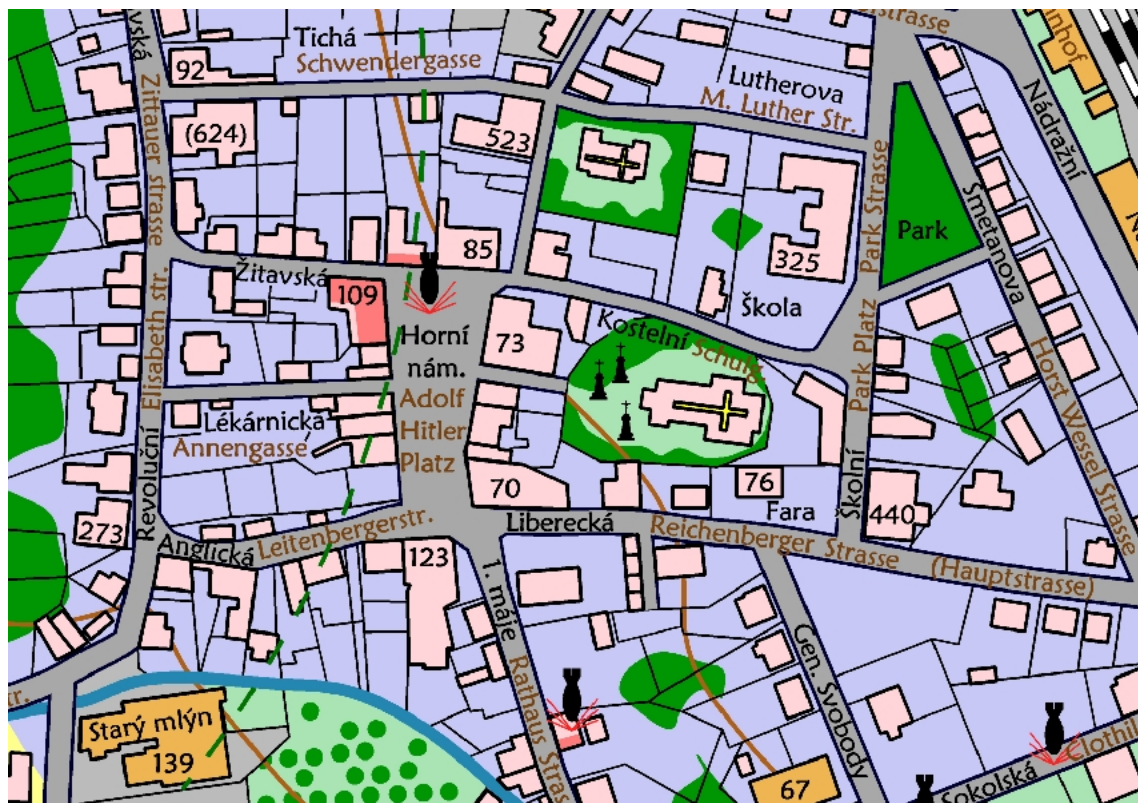 Tichá
Schwendergasse
92
(624)
523
Lutherova
M. Luther Str.
Nádražní
Zittauer strasse
Elisabeth str.
Revoluční
Žitavská
109
85
325
Škola
Park
Park Strasse
Park Platz
Park Platz
Smetanova
Horst Wessel Strasse
Horní
nám.
Adolf
Hitler
Platz
73
Kostelní Schulg.
Lékárnická
Annengasse
70
76
Fara
Školní
440
273
Anglická Leitenbergerstr.
Liberecká Reichenberger Strasse (Hauptstrasse)
123
1. máje Rathaus
Gen. Svobody
Starý mlýn
139
67
Sokolská